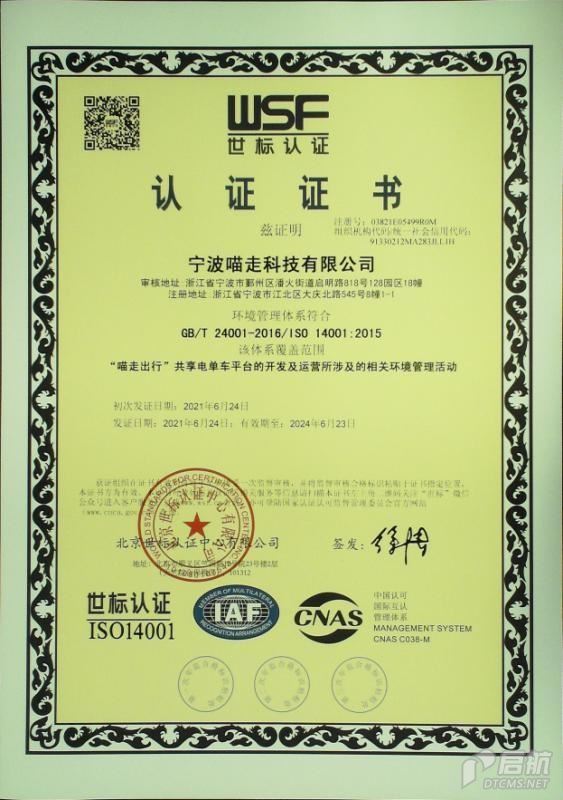 WSF
世标认证
认证证书
兹证明
注册号: 03821E05499R0M
组织机构代码/统一社会信用代码:
91330212MA283JLL1H
宁波喵走科技有限公司
审核地址:浙江省宁波市鄞州区潘火街道启明路818号128园区18幢
注册地址:浙江省宁波市江北区大庆北路545号8幢1-1
环境管理体系符合
GB/T 24001-2016/ISO 14001:2015
该体系覆盖范围
“喵走出行”共享电单车平台的开发及运营所涉及的相关环境管理活动
初次发证日期: 2021年6月24日
发证日期: 2021年6月24日; 有效期至: 2024年6月23日
北京世标认证中心有限公司
签发:
世标认证
ISO14001
MEMBER OF MULTILATERAL
IAF
RECOGNITION ARRANGEMENT
CNAS
中国认可
国际互认
管理体系
MANAGEMENT SYSTEM
CNAS C038-M
启航
DTCMS.NET